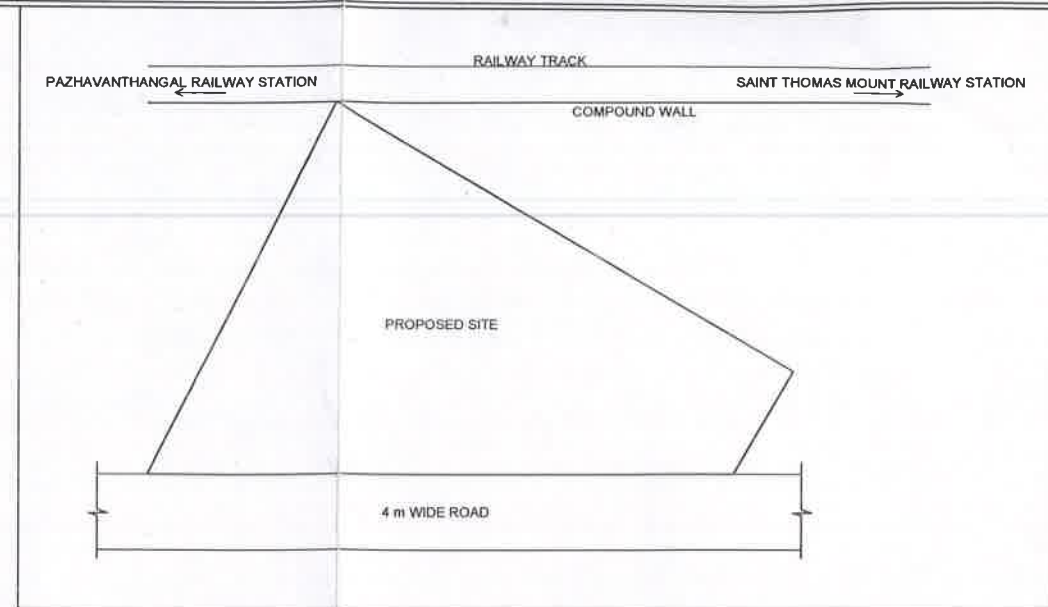 RAILWAY TRACK
PAZHAVANTHANGAL RAILWAY STATION
SAINT THOMAS MOUNT RAILWAY STATION
COMPOUND WALL
PROPOSED SITE
4 m WIDE ROAD